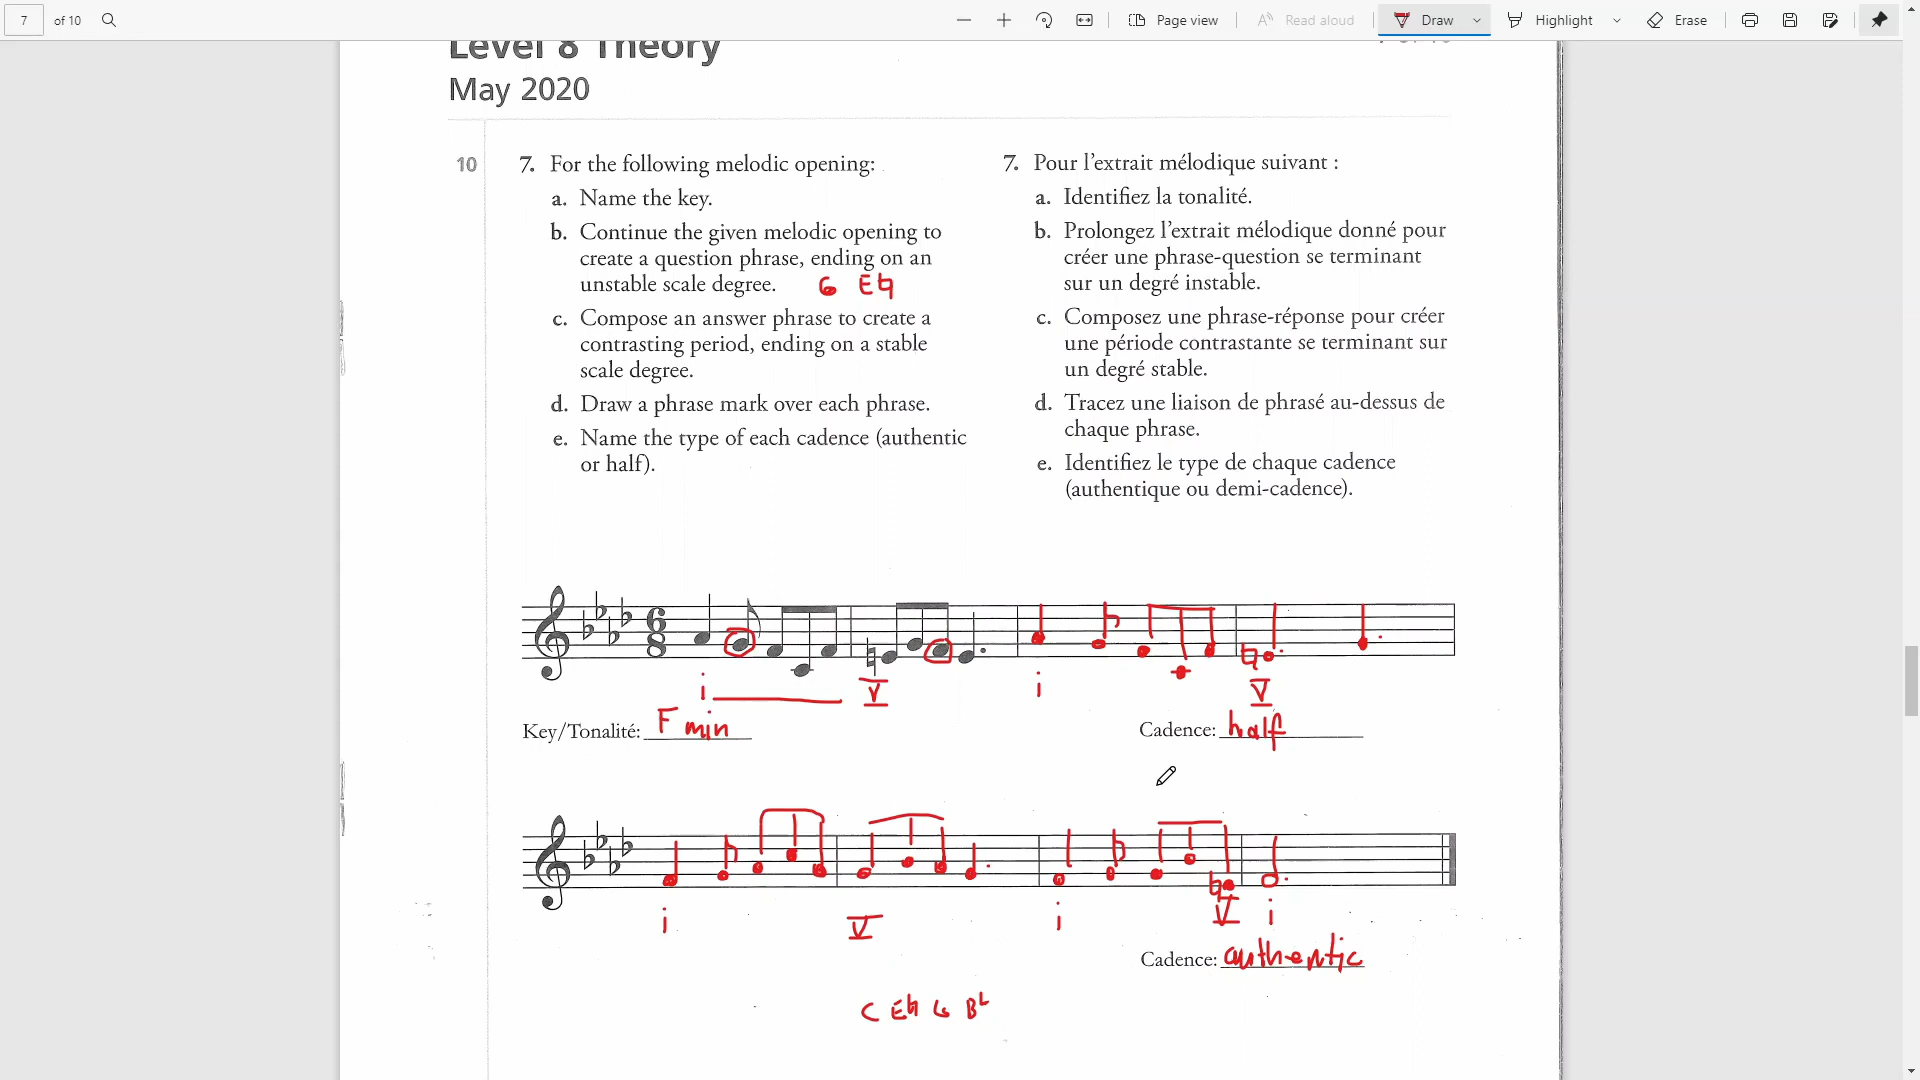 7 of 10 Page view Read aloud Draw Highlight Erase
Level 8 Theory
May 2020
10
7. For the following melodic opening:
a. Name the key.
b. Continue the given melodic opening to
create a question phrase, ending on an
unstable scale degree. G E♮
c. Compose an answer phrase to create a
contrasting period, ending on a stable
scale degree.
d. Draw a phrase mark over each phrase.
e. Name the type of each cadence (authentic
or half).
7. Pour l'extrait mélodique suivant :
a. Identifiez la tonalité.
b. Prolongez l'extrait mélodique donné pour
créer une phrase-question se terminant
sur un degré instable.
c. Composez une phrase-réponse pour créer
une période contrastante se terminant sur
un degré stable.
d. Tracez une liaison de phrasé au-dessus de
chaque phrase.
e. Identifiez le type de chaque cadence
(authentique ou demi-cadence).
6
8
i V i V
Key/Tonalité: F min Cadence: half
i V i V i
Cadence: authentic
C E♮ G B♭